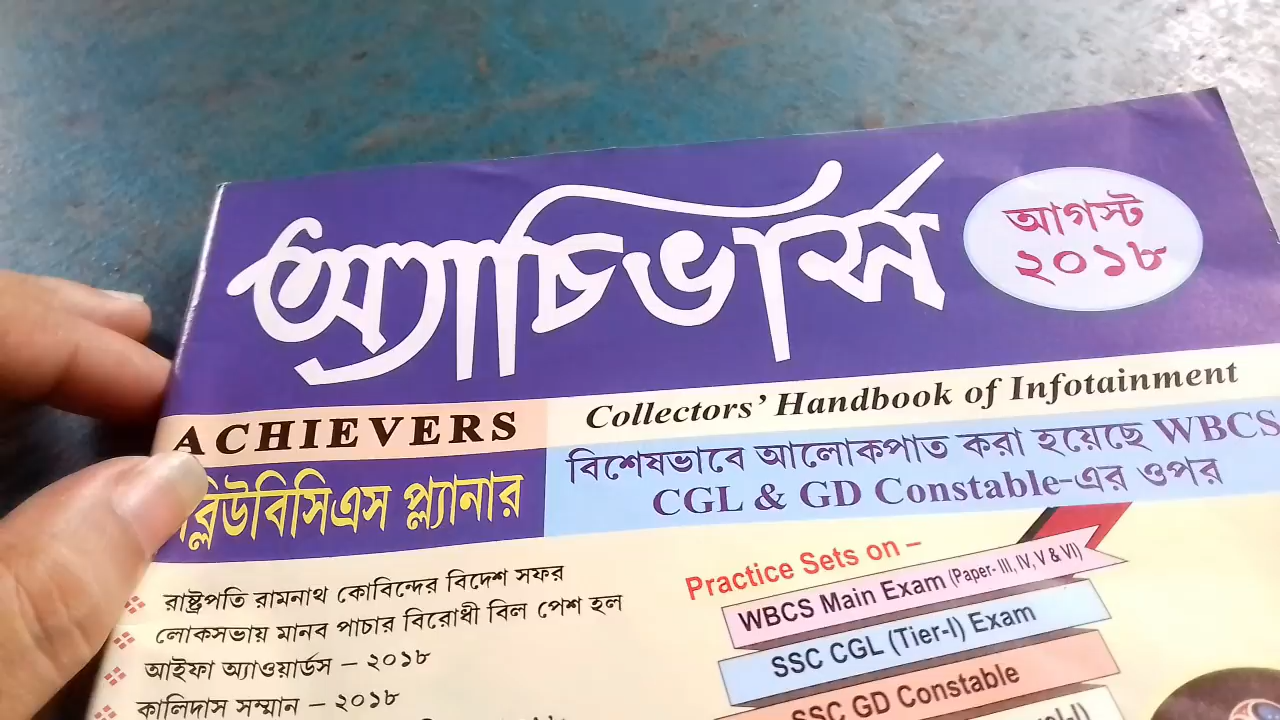 অ্যাচিভার্স
আগস্ট
২০১৮
ACHIEVERS
Collectors' Handbook of Infotainment
ব্লিউবিসিএস প্ল্যানার
বিশেষভাবে আলোকপাত করা হয়েছে WBCS
CGL & GD Constable-এর ওপর
রাষ্ট্রপতি রামনাথ কোবিন্দের বিদেশ সফর
লোকসভায় মানব পাচার বিরোধী বিল পেশ হল
আইফা অ্যাওয়ার্ডস – ২০১৮
কালিদাস সম্মান – ২০১৮
Practice Sets on –
WBCS Main Exam (Paper- III, IV, V & VI)
SSC CGL (Tier-I) Exam
SSC GD Constable